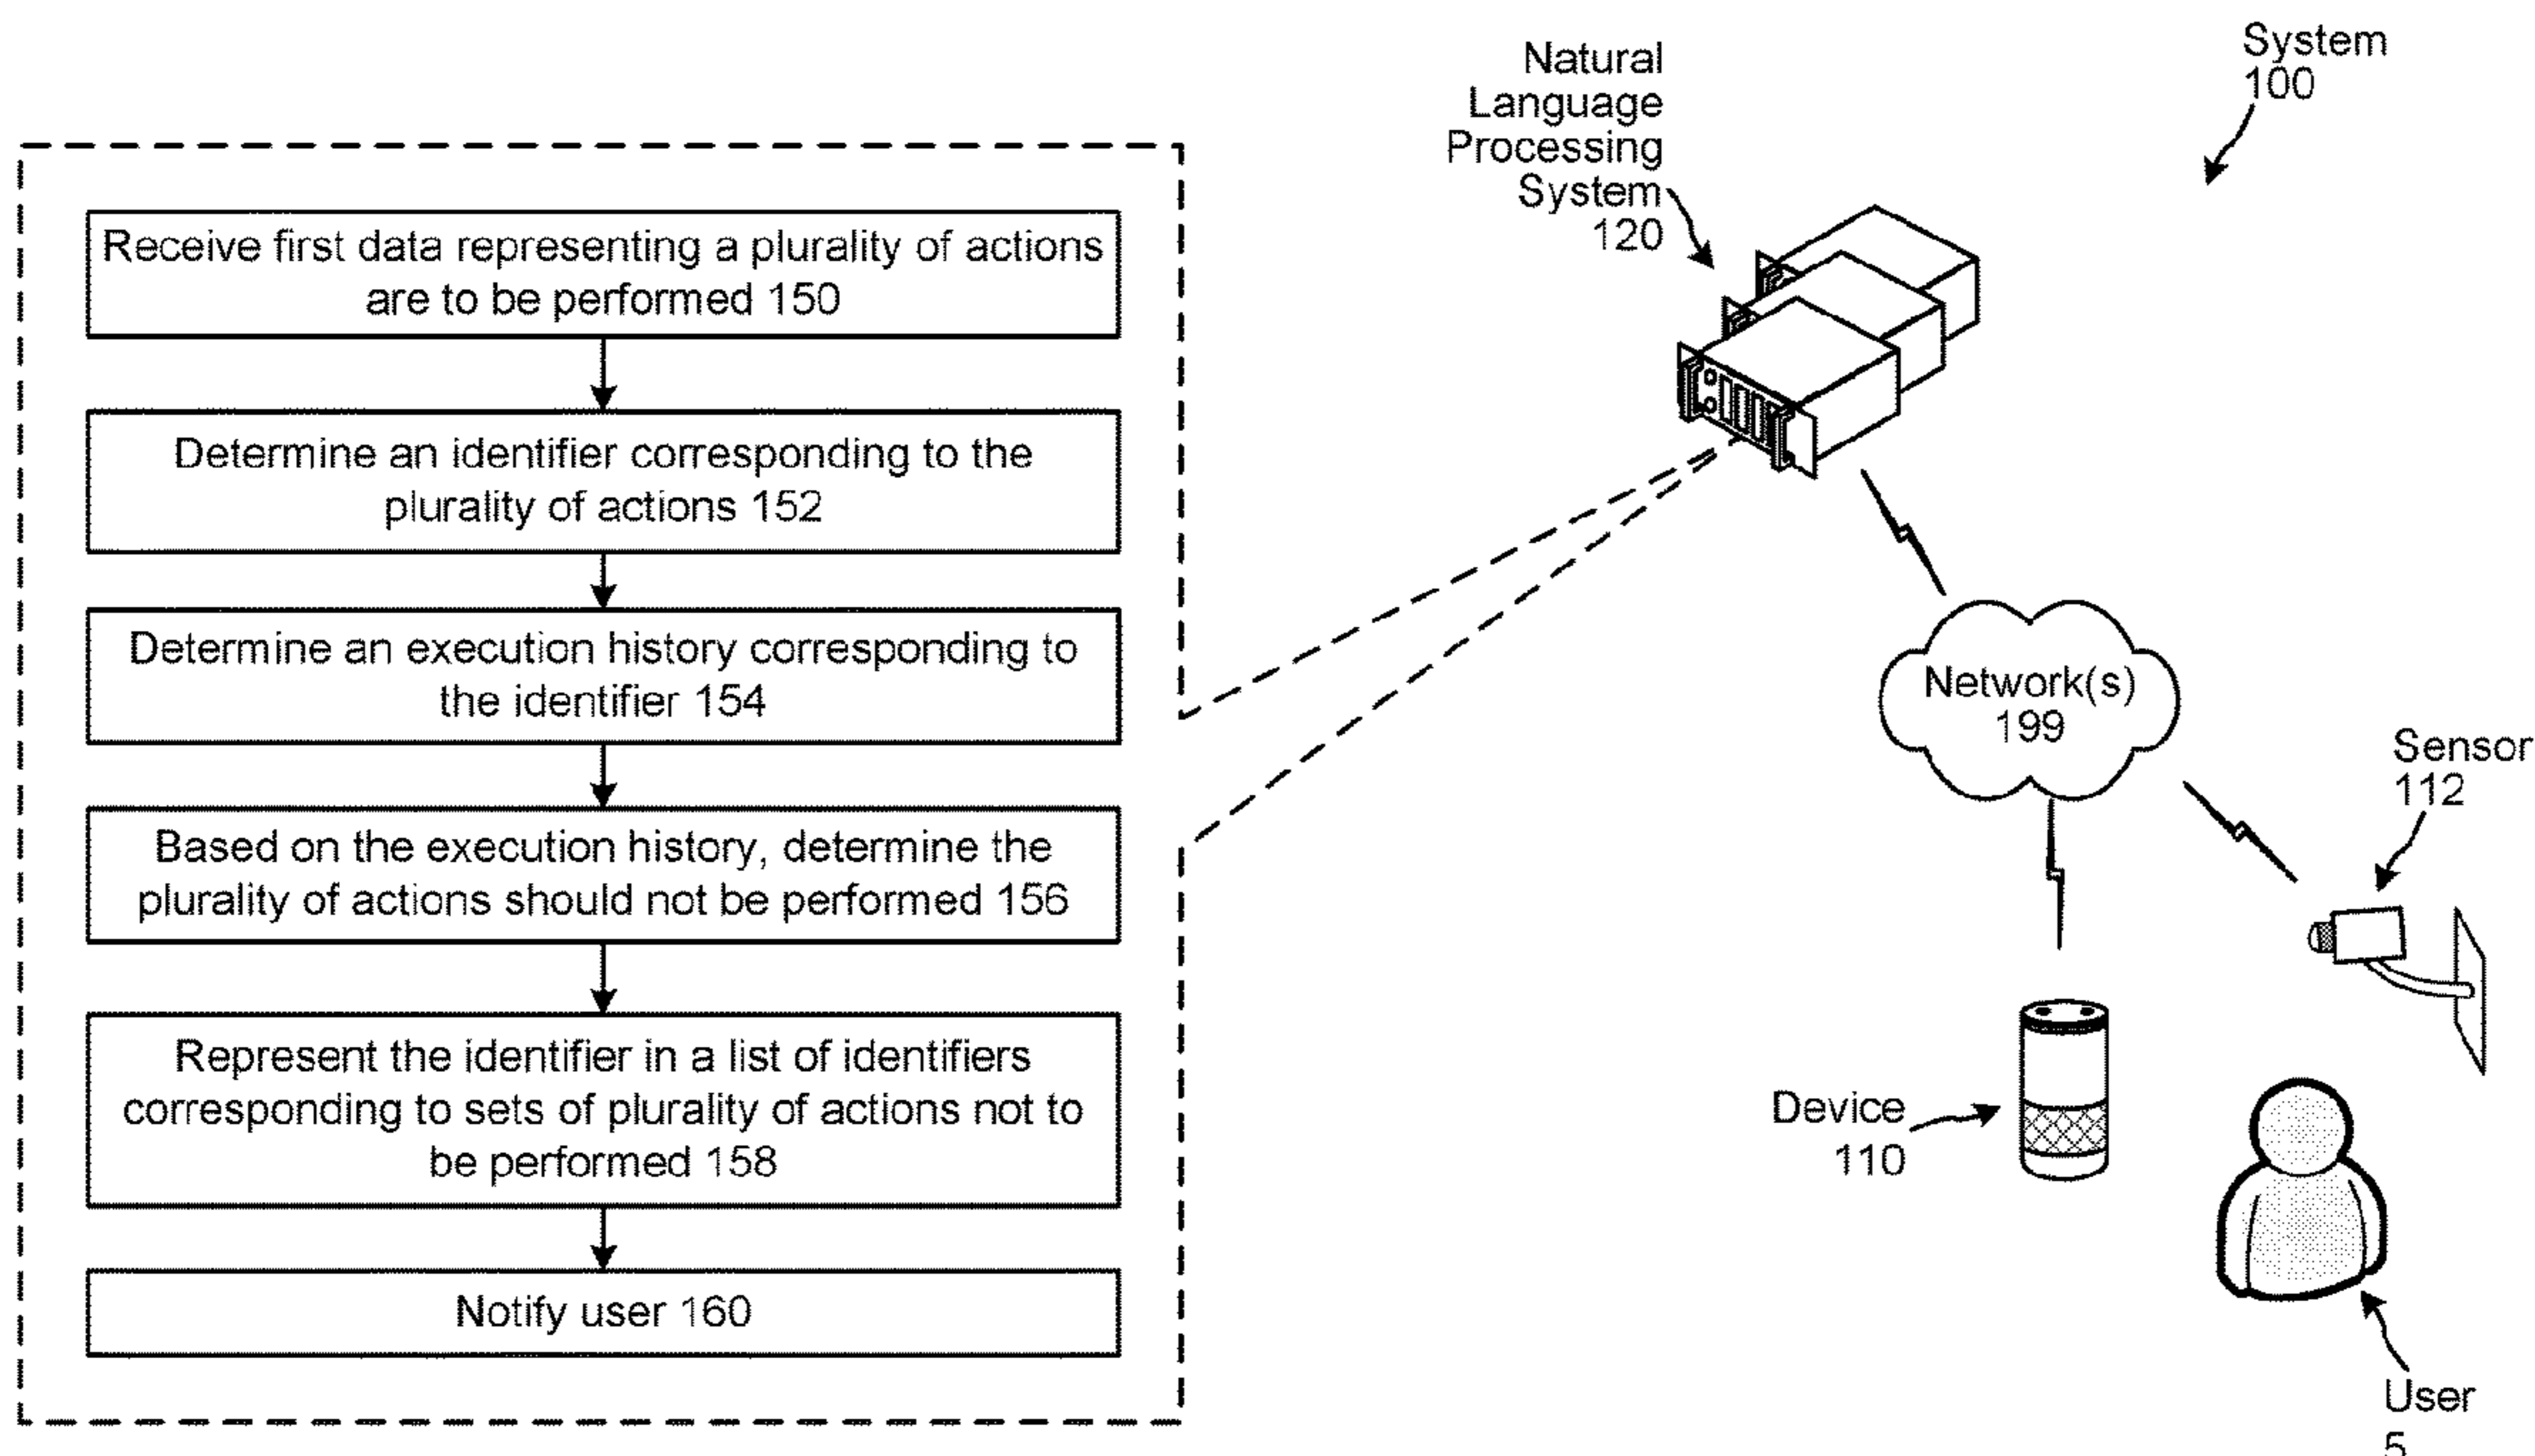 Receive first data representing a plurality of actions
are to be performed 150
Determine an identifier corresponding to the
plurality of actions 152
Determine an execution history corresponding to
the identifier 154
Based on the execution history, determine the
plurality of actions should not be performed 156
Represent the identifier in a list of identifiers
corresponding to sets of plurality of actions not to
be performed 158
Notify user 160
Natural
Language
Processing
System
120
System
100
Network(s)
199
Sensor
112
Device
110
User
5